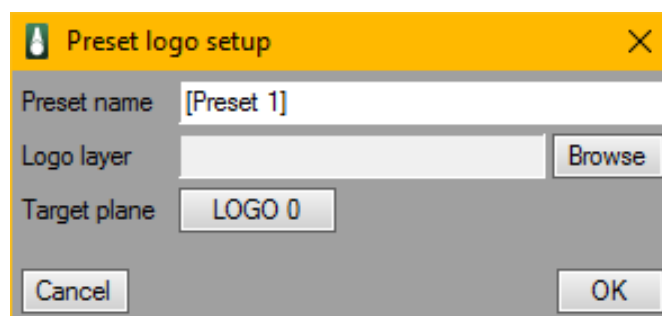 Preset logo setup
Preset name [Preset 1]
Logo layer Browse
Target plane LOGO 0
Cancel OK